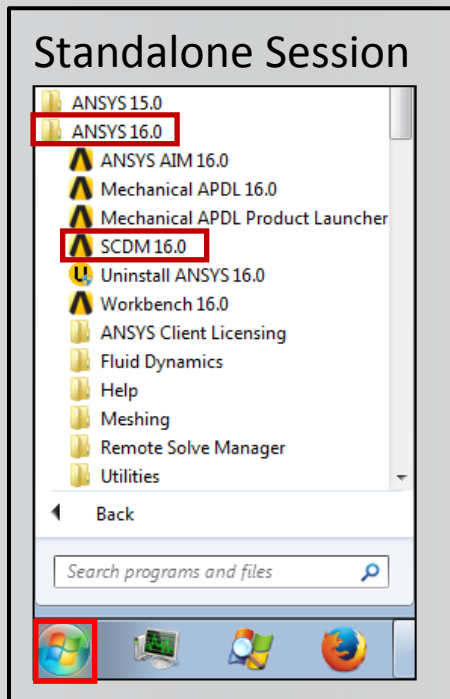 Standalone Session
ANSYS 15.0
ANSYS 16.0
ANSYS AIM 16.0
Mechanical APDL 16.0
Mechanical APDL Product Launcher
SCDM 16.0
Uninstall ANSYS 16.0
Workbench 16.0
ANSYS Client Licensing
Fluid Dynamics
Help
Meshing
Remote Solve Manager
Utilities
Back
Search programs and files